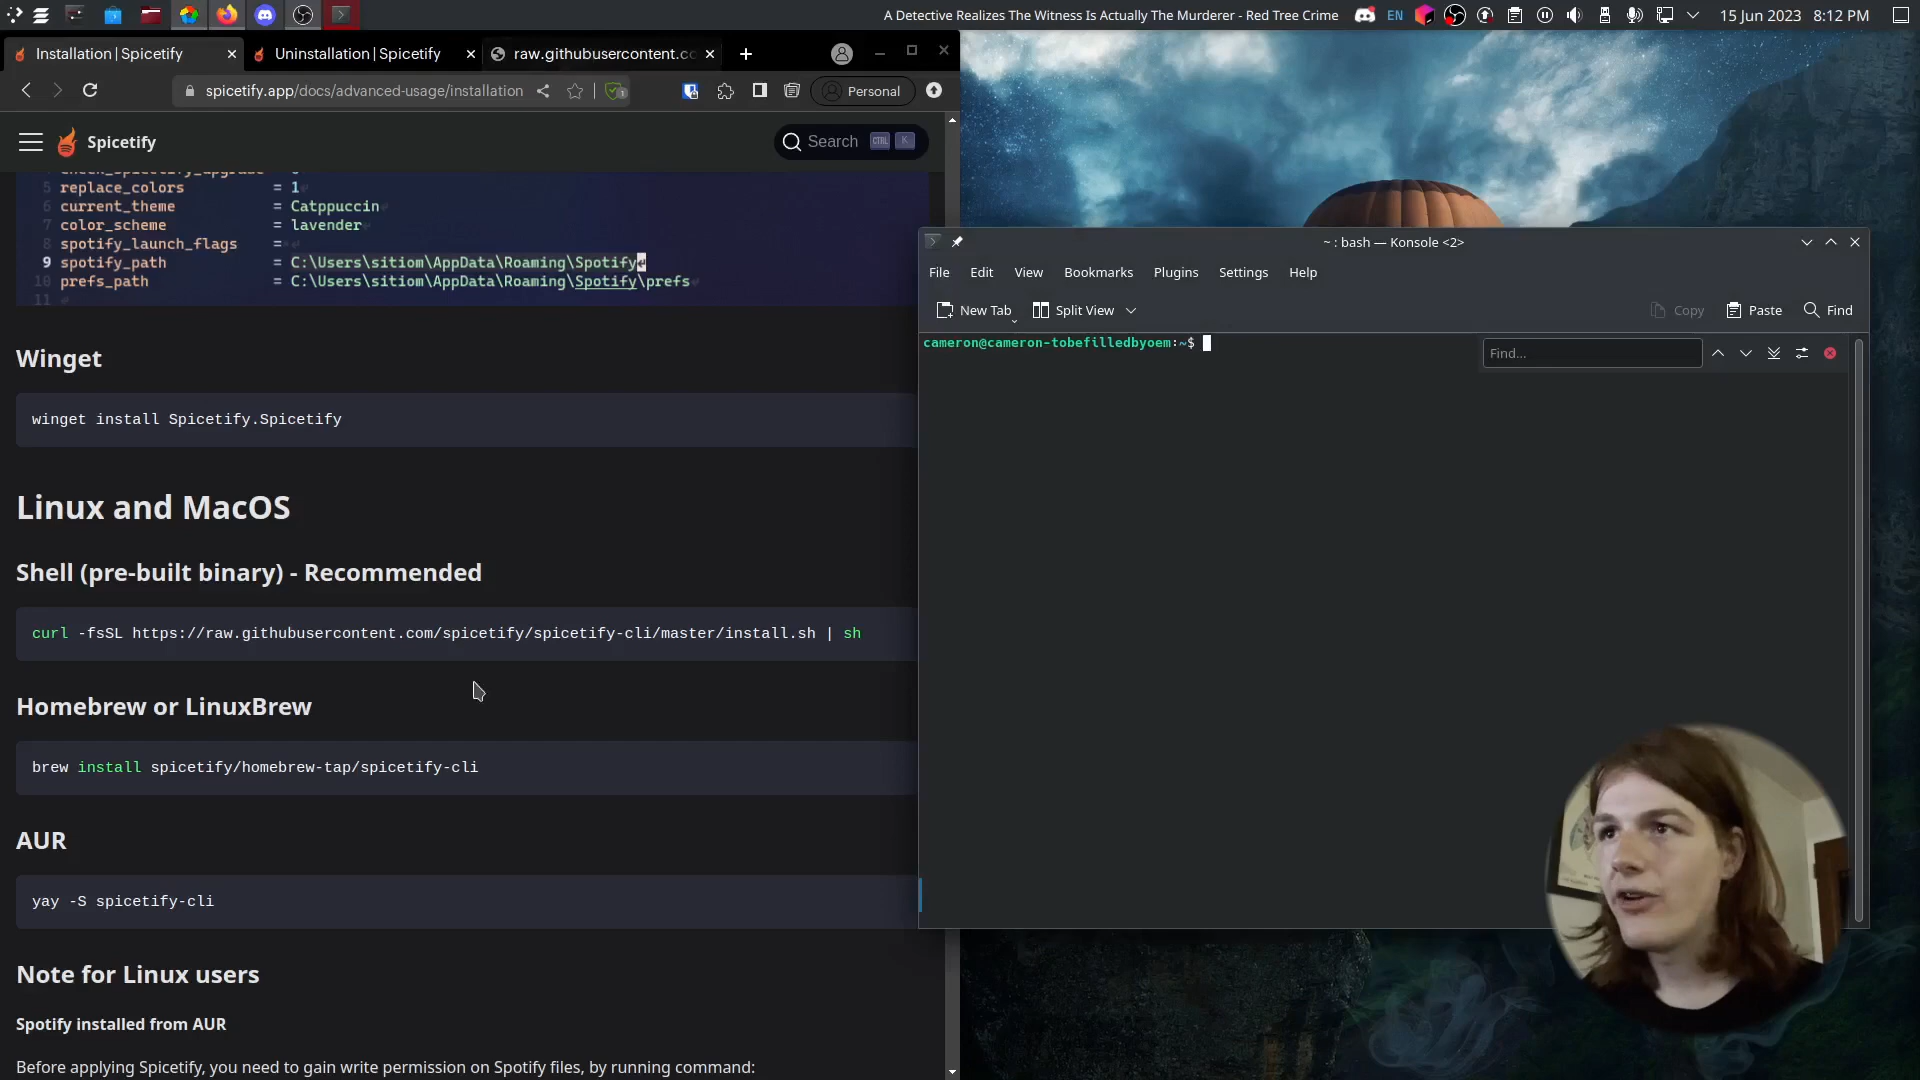 A Detective Realizes The Witness Is Actually The Murderer - Red Tree Crime
EN
15 Jun 2023
8:12 PM
Installation | Spicetify
Uninstallation | Spicetify
raw.githubusercontent.co
spicetify.app/docs/advanced-usage/installation
1
Personal
Spicetify
Search
CTRL
K
5 replace_colors = 1
6 current_theme = Catppuccin
7 color_scheme = lavender
8 spotify_launch_flags =
9 spotify_path = C:\Users\sitiom\AppData\Roaming\Spotify
10 prefs_path = C:\Users\sitiom\AppData\Roaming\Spotify\prefs
11
Winget
winget install Spicetify.Spicetify
Linux and MacOS
Shell (pre-built binary) - Recommended
curl -fsSL https://raw.githubusercontent.com/spicetify/spicetify-cli/master/install.sh | sh
Homebrew or LinuxBrew
brew install spicetify/homebrew-tap/spicetify-cli
AUR
yay -S spicetify-cli
Note for Linux users
Spotify installed from AUR
Before applying Spicetify, you need to gain write permission on Spotify files, by running command:
~ : bash — Konsole <2>
File
Edit
View
Bookmarks
Plugins
Settings
Help
New Tab
Split View
Copy
Paste
Find
cameron@cameron-tobefilledbyoem:~$
Find...